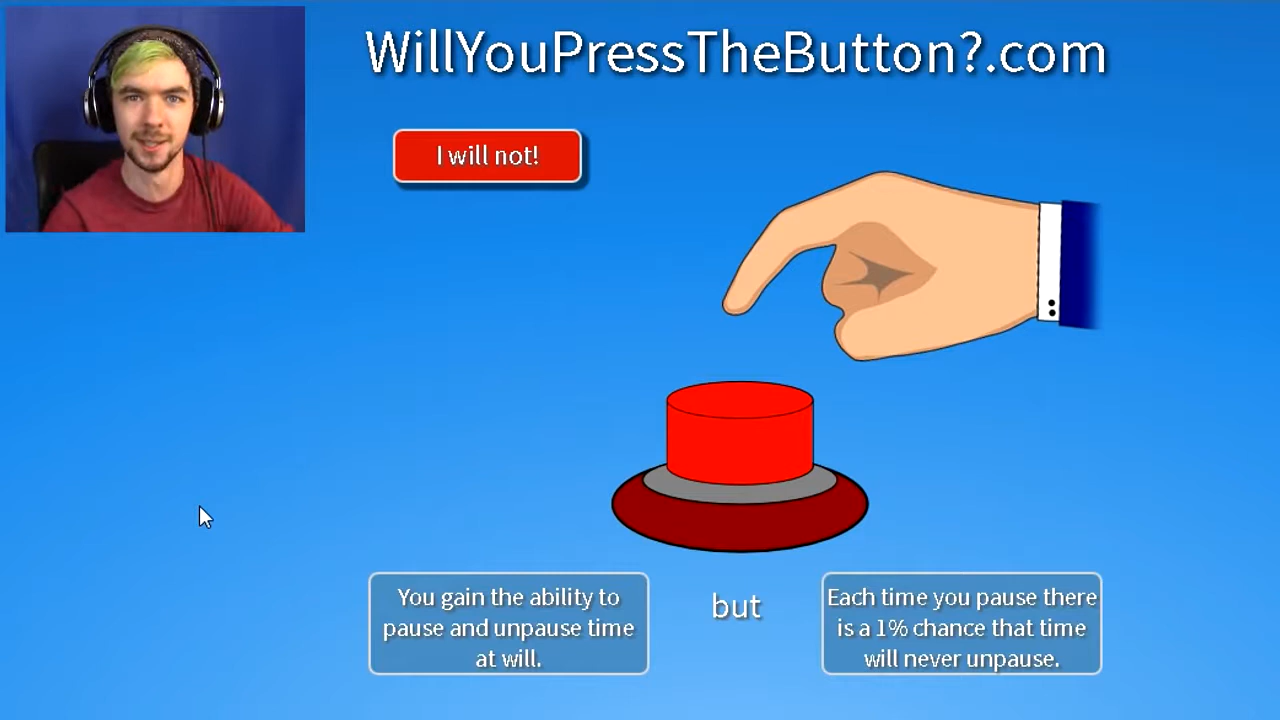 WillYouPressTheButton?.com
I will not!
You gain the ability to
pause and unpause time
at will.
but
Each time you pause there
is a 1% chance that time
will never unpause.